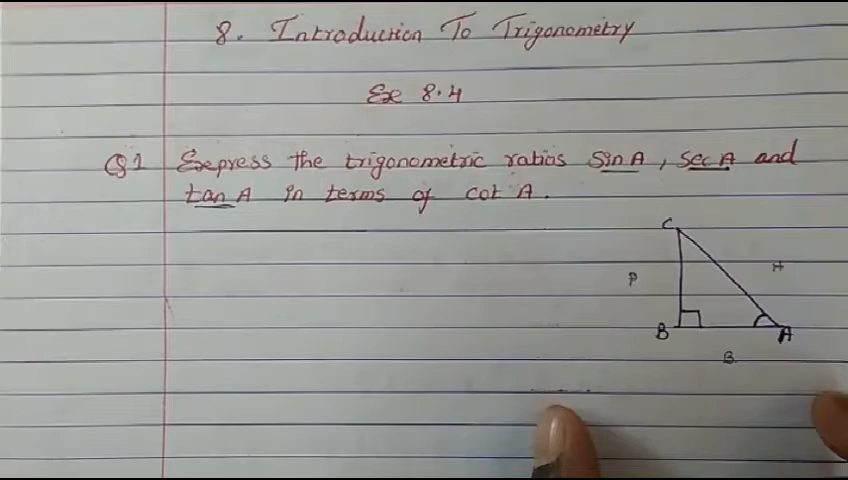 8. Introduction To Trigonometry
Ex 8.4
Q1 Express the trigonometric ratios Sin A, Sec A and
tan A in terms of cot A.
C
P
H
B
A
B